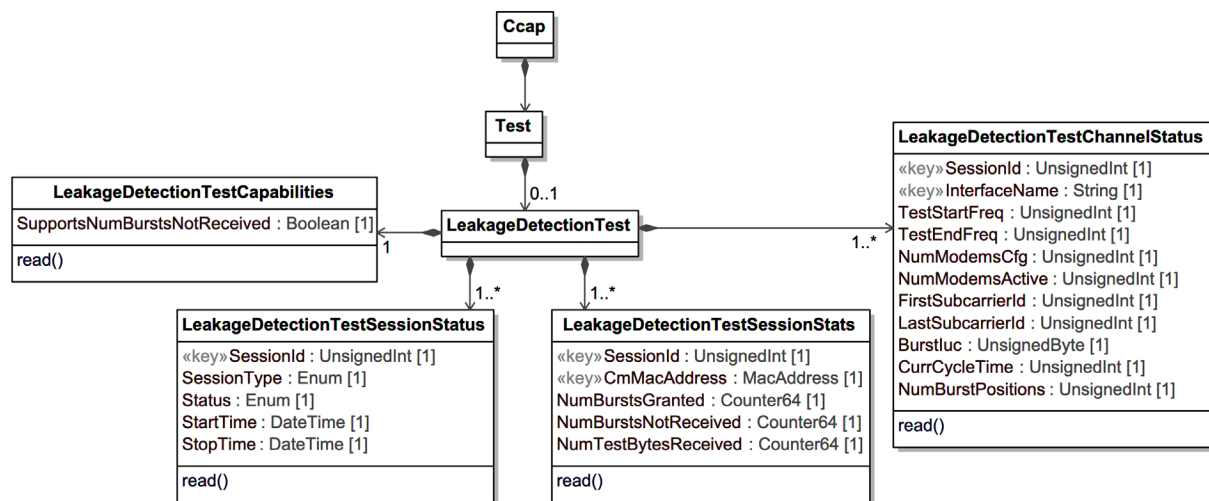 Ccap
Test
0..1
LeakageDetectionTest
LeakageDetectionTestCapabilities
SupportsNumBurstsNotReceived : Boolean [1]
read()
1
1..*
1..*
1..*
LeakageDetectionTestSessionStatus
«key»SessionId : UnsignedInt [1]
SessionType : Enum [1]
Status : Enum [1]
StartTime : DateTime [1]
StopTime : DateTime [1]
read()
LeakageDetectionTestSessionStats
«key»SessionId : UnsignedInt [1]
«key»CmMacAddress : MacAddress [1]
NumBurstsGranted : Counter64 [1]
NumBurstsNotReceived : Counter64 [1]
NumTestBytesReceived : Counter64 [1]
read()
LeakageDetectionTestChannelStatus
«key»SessionId : UnsignedInt [1]
«key»InterfaceName : String [1]
TestStartFreq : UnsignedInt [1]
TestEndFreq : UnsignedInt [1]
NumModemsCfg : UnsignedInt [1]
NumModemsActive : UnsignedInt [1]
FirstSubcarrierId : UnsignedInt [1]
LastSubcarrierId : UnsignedInt [1]
BurstIuc : UnsignedByte [1]
CurrCycleTime : UnsignedInt [1]
NumBurstPositions : UnsignedInt [1]
read()